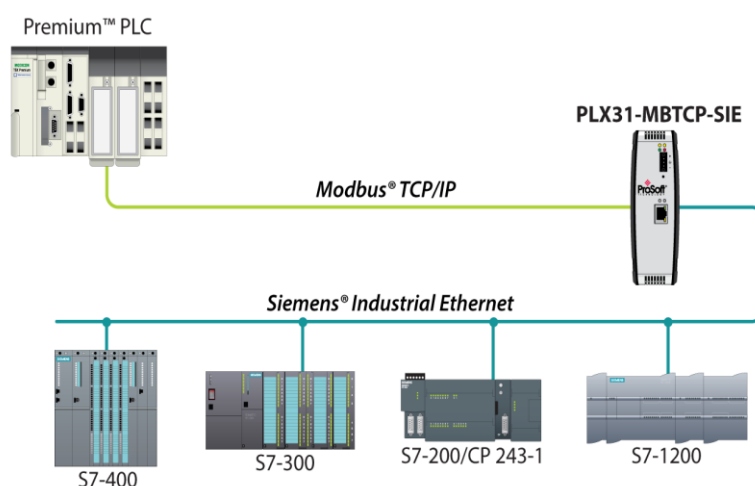 Premium™ PLC
PLX31-MBTCP-SIE
ProSoft
Modbus® TCP/IP
Siemens® Industrial Ethernet
S7-400
S7-300
S7-200/CP 243-1
S7-1200